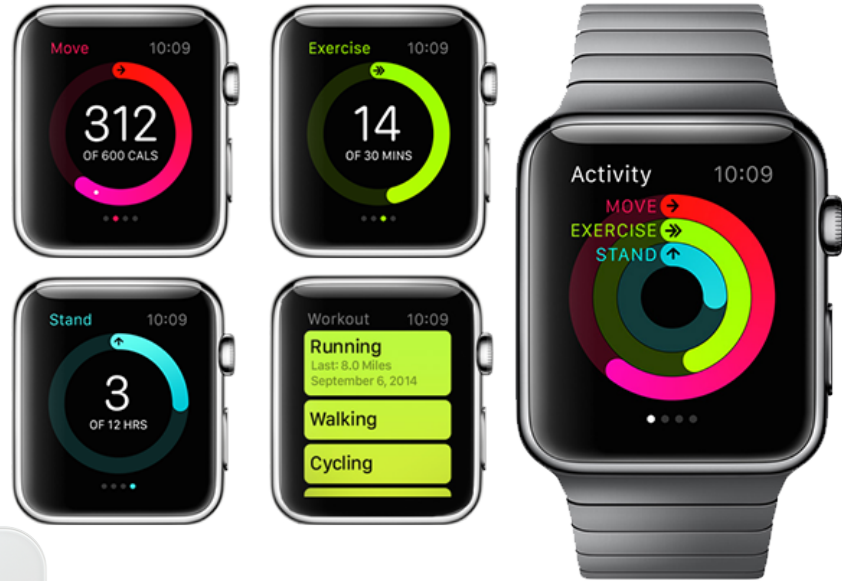 Move 10:09
312
OF 600 CALS
Exercise 10:09
14
OF 30 MINS
Activity 10:09
MOVE
EXERCISE
STAND
Stand 10:09
3
OF 12 HRS
Workout 10:09
Running
Last: 8.0 Miles
September 6, 2014
Walking
Cycling